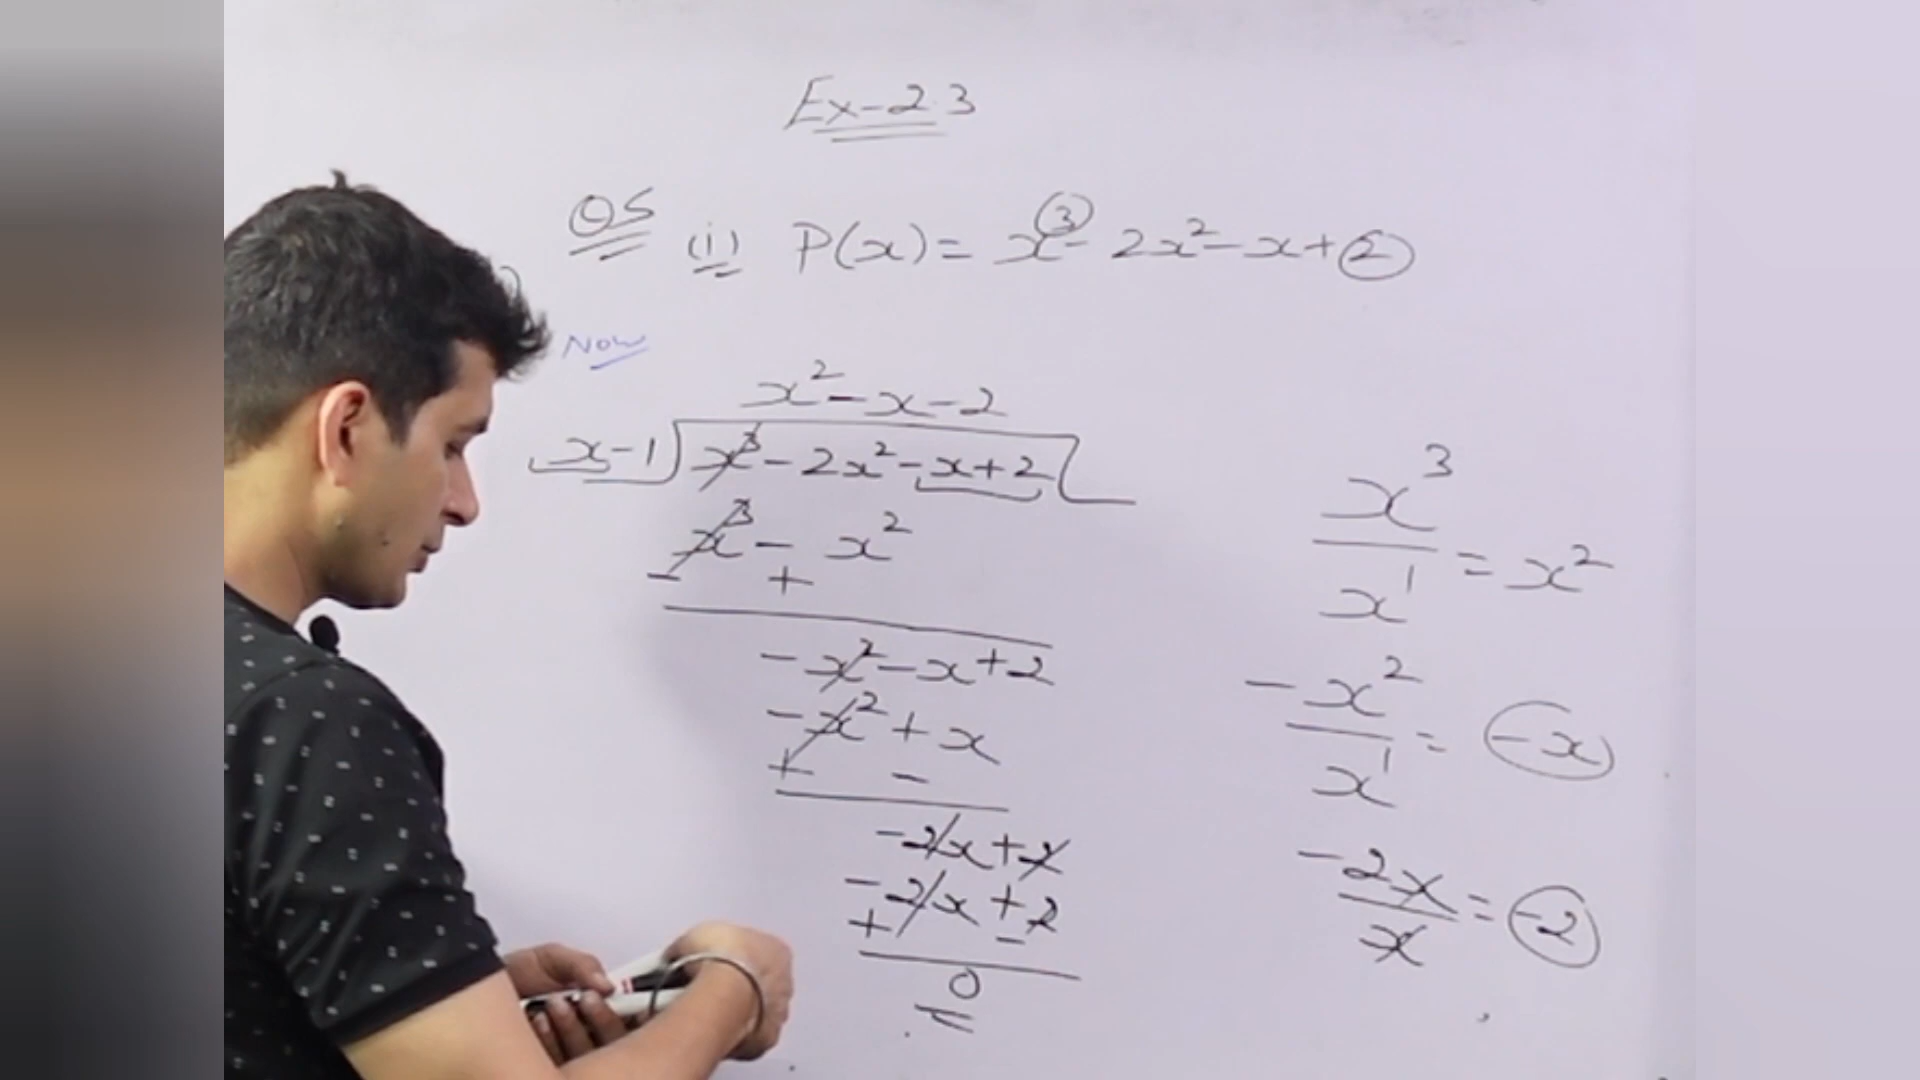 Ex-2.3
Q5 (i) P(x) = x³ - 2x² - x + 2
Now
x² - x - 2
x - 1 ) x³ - 2x² - x + 2 (
x³ - x²
- +
- x² - x + 2
- x² + x
+ -
- 2x + 2
- 2x + 2
+ -
0
x³ / x¹ = x²
- x² / x¹ = - x
- 2x / x = - 2